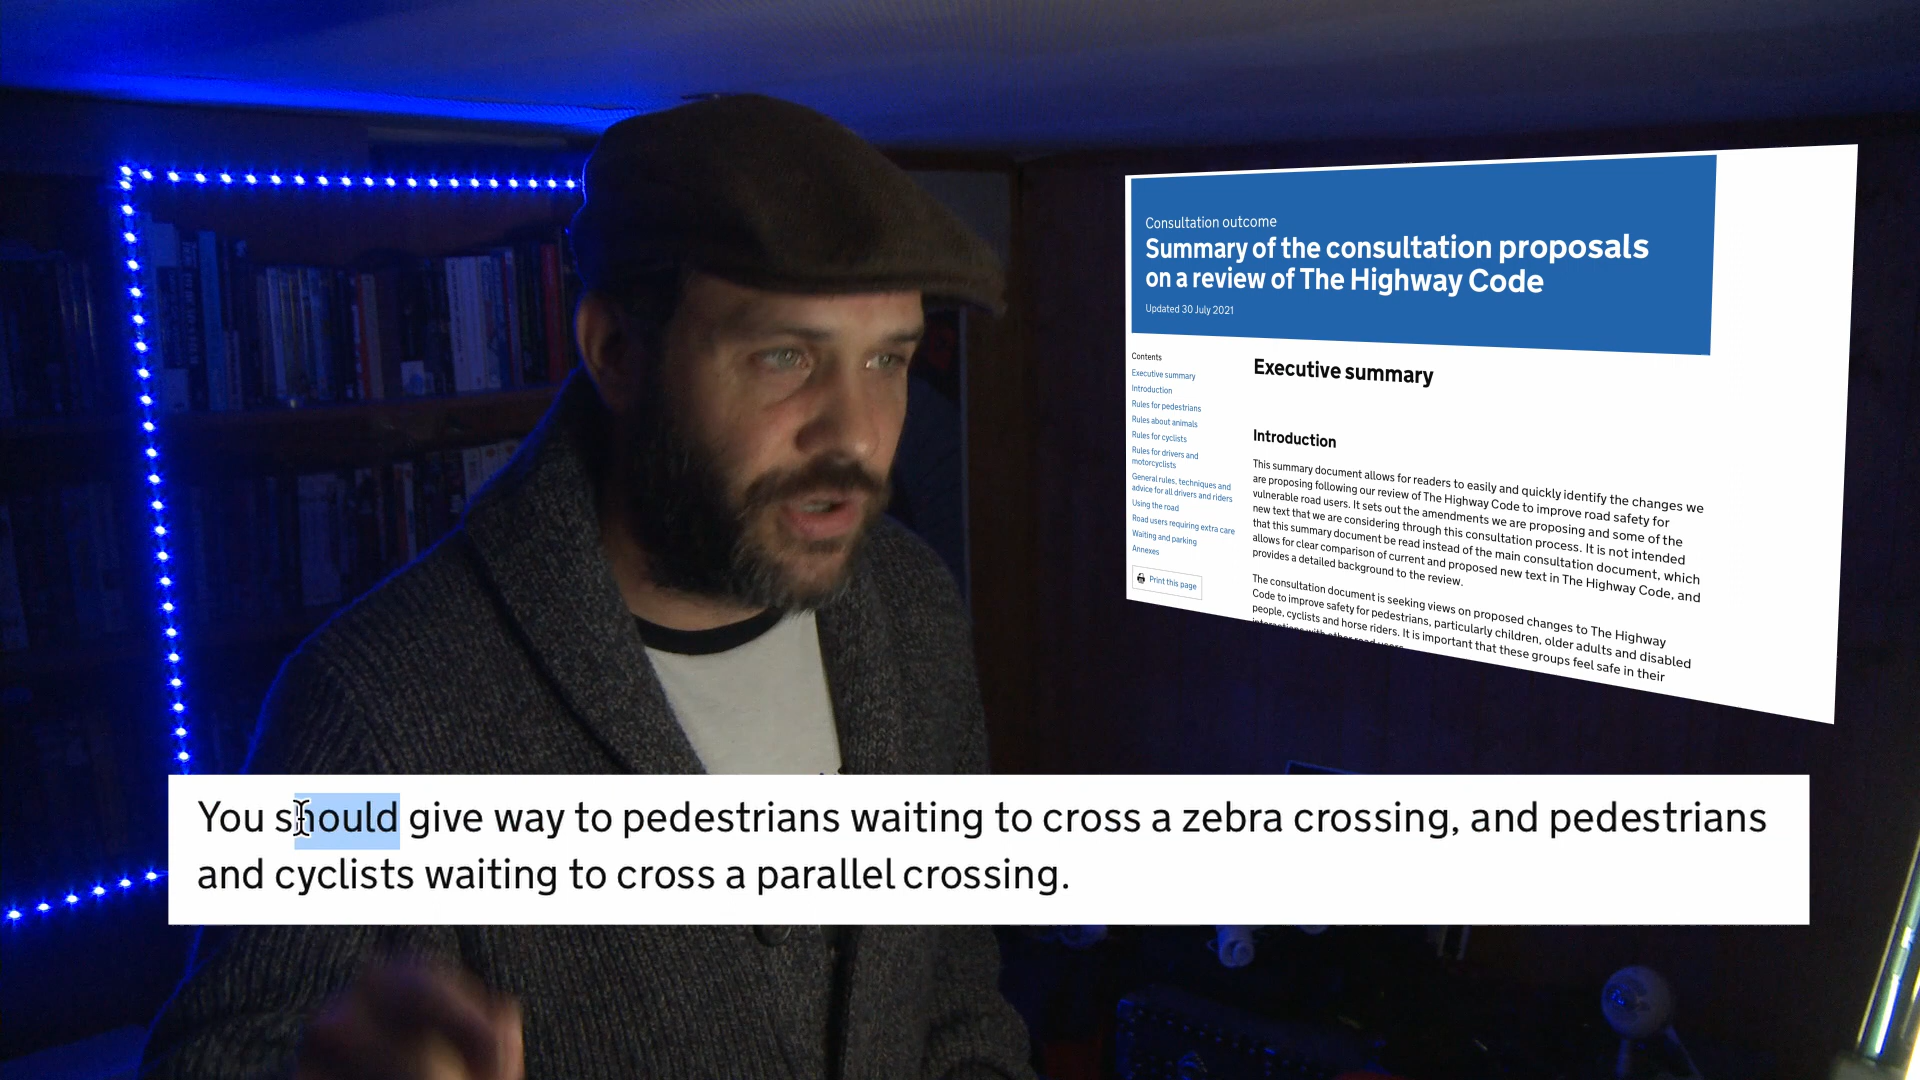 Consultation outcome
Summary of the consultation proposals
on a review of The Highway Code
Updated 30 July 2021
Contents
Executive summary
Introduction
Rules for pedestrians
Rules about animals
Rules for cyclists
Rules for drivers and
motorcyclists
General rules, techniques and
advice for all drivers and riders
Using the road
Road users requiring extra care
Waiting and parking
Annexes
Print this page
Executive summary
Introduction
This summary document allows for readers to easily and quickly identify the changes we
are proposing following our review of The Highway Code to improve road safety for
vulnerable road users. It sets out the amendments we are proposing and some of the
new text that we are considering through this consultation process. It is not intended
that this summary document be read instead of the main consultation document, which
allows for clear comparison of current and proposed new text in The Highway Code, and
provides a detailed background to the review.
The consultation document is seeking views on proposed changes to The Highway
Code to improve safety for pedestrians, particularly children, older adults and disabled
people, cyclists and horse riders. It is important that these groups feel safe in their
interactions with other road users
You should give way to pedestrians waiting to cross a zebra crossing, and pedestrians
and cyclists waiting to cross a parallel crossing.